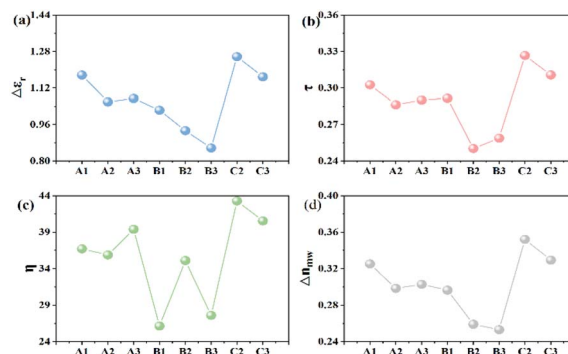 (a)
1.44
1.28
1.12
0.96
0.80
Δεr
A1 A2 A3 B1 B2 B3 C2 C3
(b)
0.36
0.33
0.30
0.27
0.24
τ
A1 A2 A3 B1 B2 B3 C2 C3
(c)
44
39
34
29
24
η
A1 A2 A3 B1 B2 B3 C2 C3
(d)
0.40
0.36
0.32
0.28
0.24
Δnmw
A1 A2 A3 B1 B2 B3 C2 C3